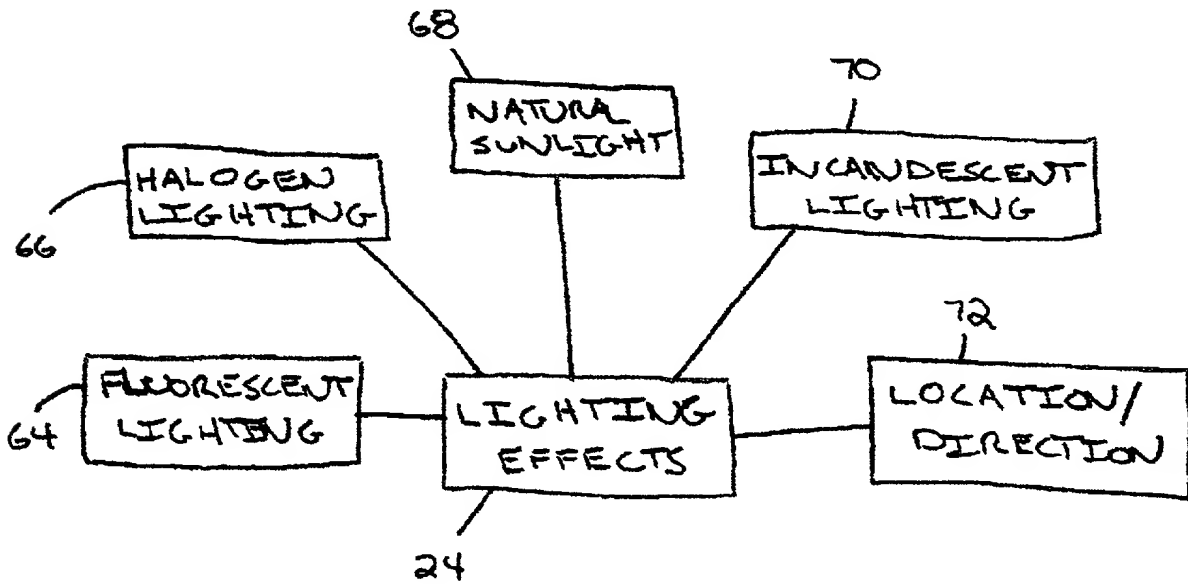 68
NATURAL
SUNLIGHT
70
INCANDESCENT
LIGHTING
HALOGEN
LIGHTING
66
72
LOCATION/
DIRECTION
FLUORESCENT
LIGHTING
64
LIGHTING
EFFECTS
24